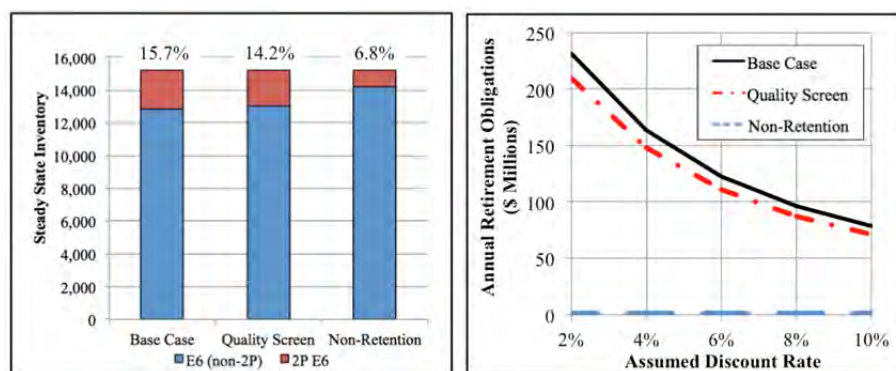 15.7% 14.2% 6.8%
16,000
14,000
12,000
10,000
8,000
6,000
4,000
2,000
0
Steady State Inventory
Base Case Quality Screen Non-Retention
E6 (non-2P) 2P E6
250
200
150
100
50
0
Annual Retirement Obligations
($ Millions)
Base Case
Quality Screen
Non-Retention
2% 4% 6% 8% 10%
Assumed Discount Rate